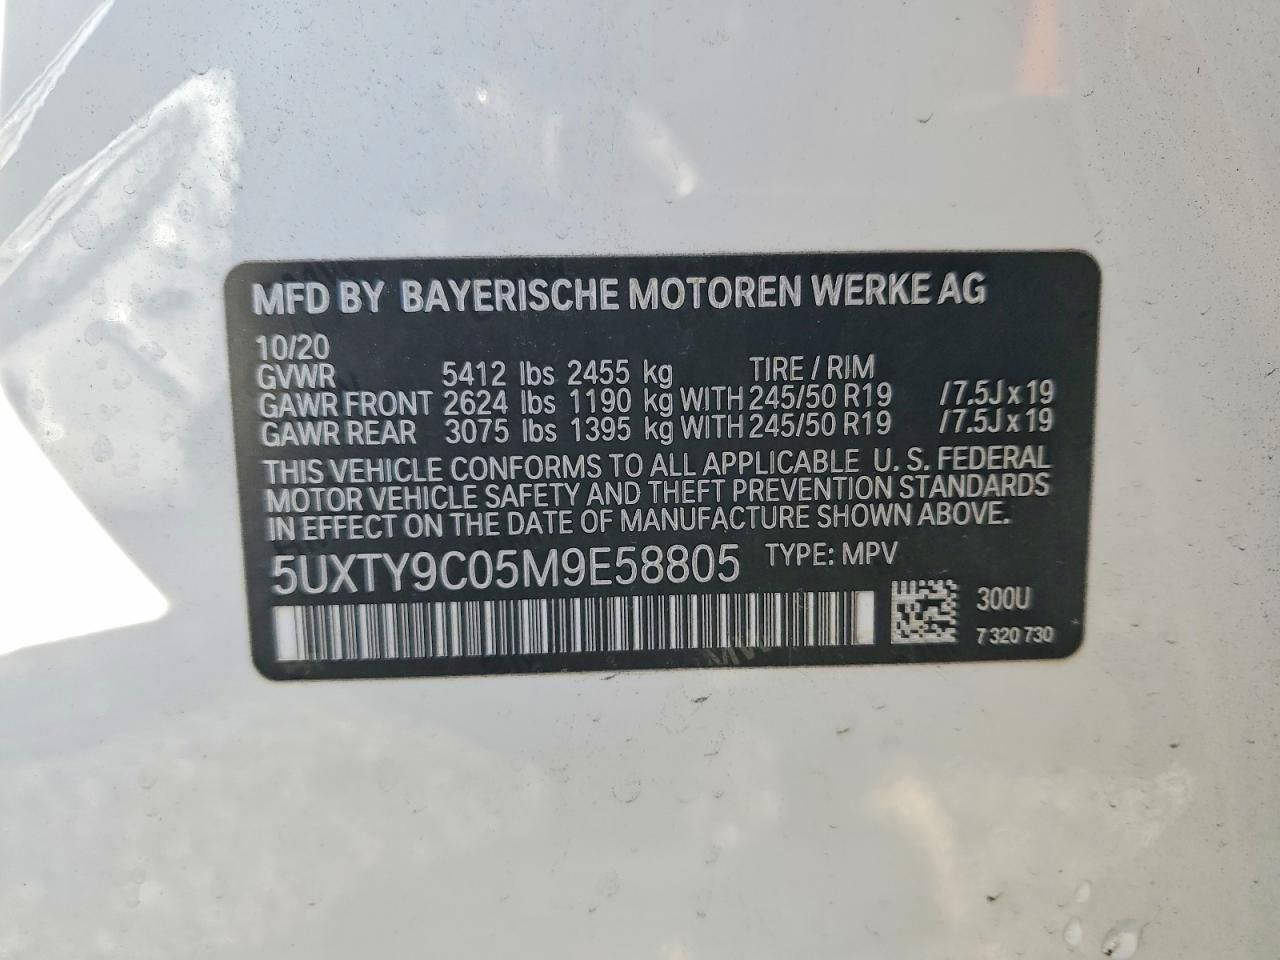 MFD BY BAYERISCHE MOTOREN WERKE AG
10/20
GVWR 5412 lbs 2455 kg TIRE / RIM
GAWR FRONT 2624 lbs 1190 kg WITH 245/50 R19 /7.5J x 19
GAWR REAR 3075 lbs 1395 kg WITH 245/50 R19 /7.5J x 19
THIS VEHICLE CONFORMS TO ALL APPLICABLE U. S. FEDERAL
MOTOR VEHICLE SAFETY AND THEFT PREVENTION STANDARDS
IN EFFECT ON THE DATE OF MANUFACTURE SHOWN ABOVE.
5UXTY9C05M9E58805 TYPE: MPV
300U
7 320 730